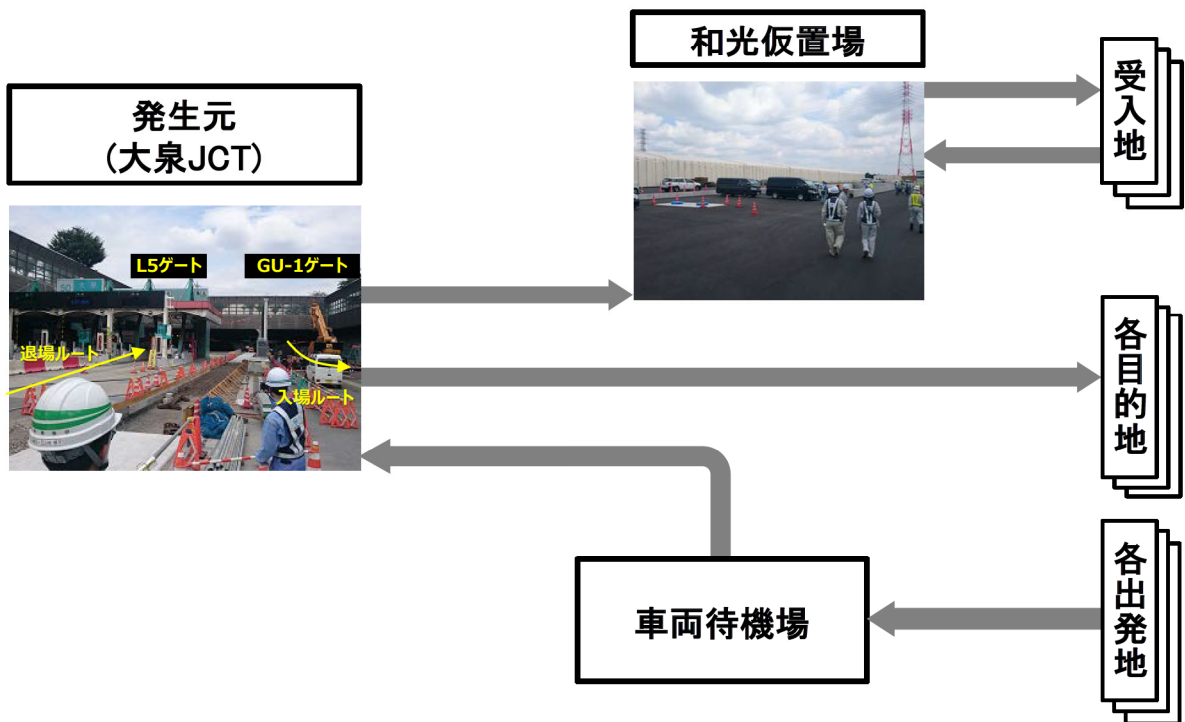 和光仮置場
受入地
発生元
(大泉JCT)
L5ゲート
GU-1ゲート
退場ルート
入場ルート
各目的地
各出発地
車両待機場